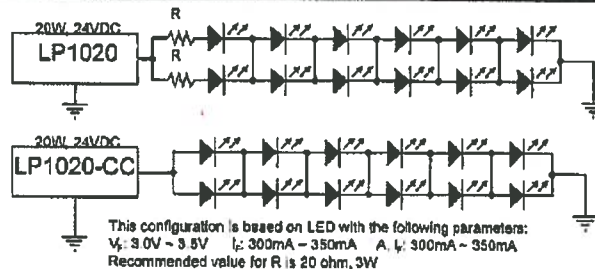 R
20W, 24VDC
LP1020
R
20W, 24VDC
LP1020-CC
This configuration is based on LED with the following parameters:
VF: 3.0V ~ 3.5V IF: 300mA ~ 350mA A. IF: 300mA ~ 350mA
Recommended value for R is 20 ohm, 3W